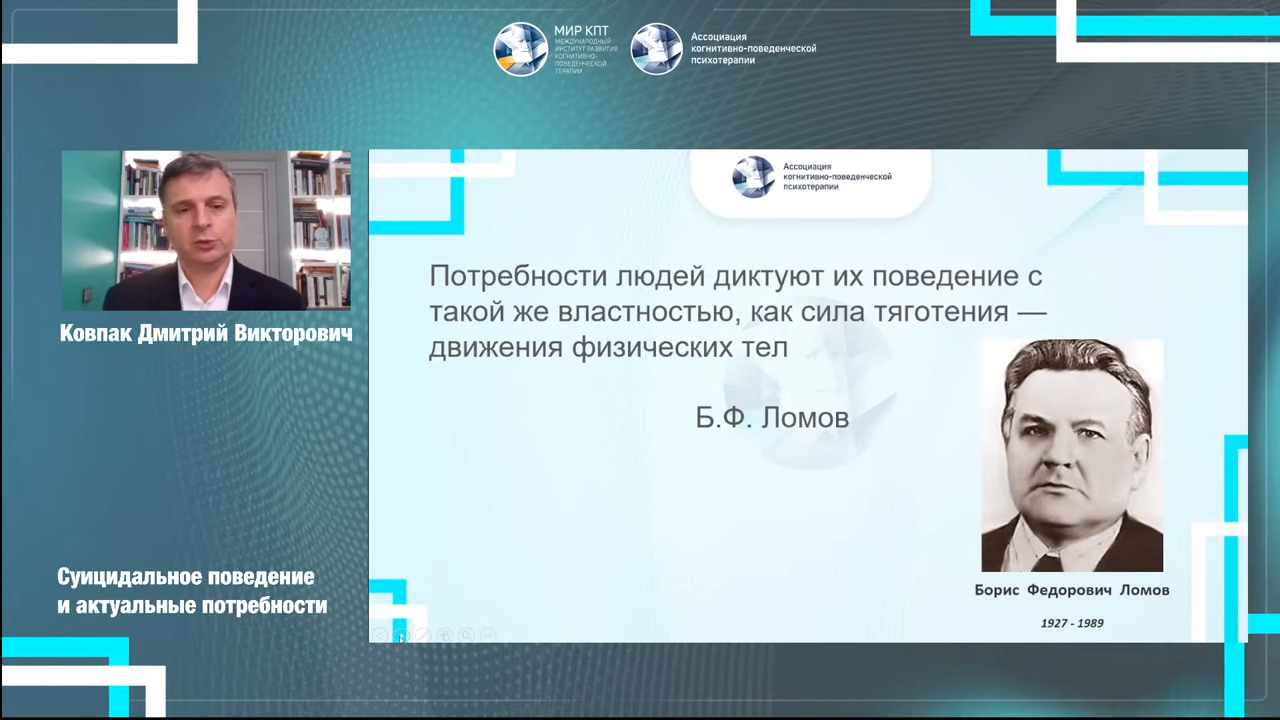 МИР КПТ
МЕЖДУНАРОДНЫЙ
ИНСТИТУТ РАЗВИТИЯ
КОГНИТИВНО-
ПОВЕДЕНЧЕСКОЙ
ТЕРАПИИ
Ассоциация
когнитивно-поведенческой
психотерапии
Ассоциация
когнитивно-поведенческой
психотерапии
Потребности людей диктуют их поведение с
такой же властностью, как сила тяготения —
движения физических тел
Б.Ф. Ломов
Ковпак Дмитрий Викторович
Борис Федорович Ломов
1927 - 1989
Суицидальное поведение
и актуальные потребности